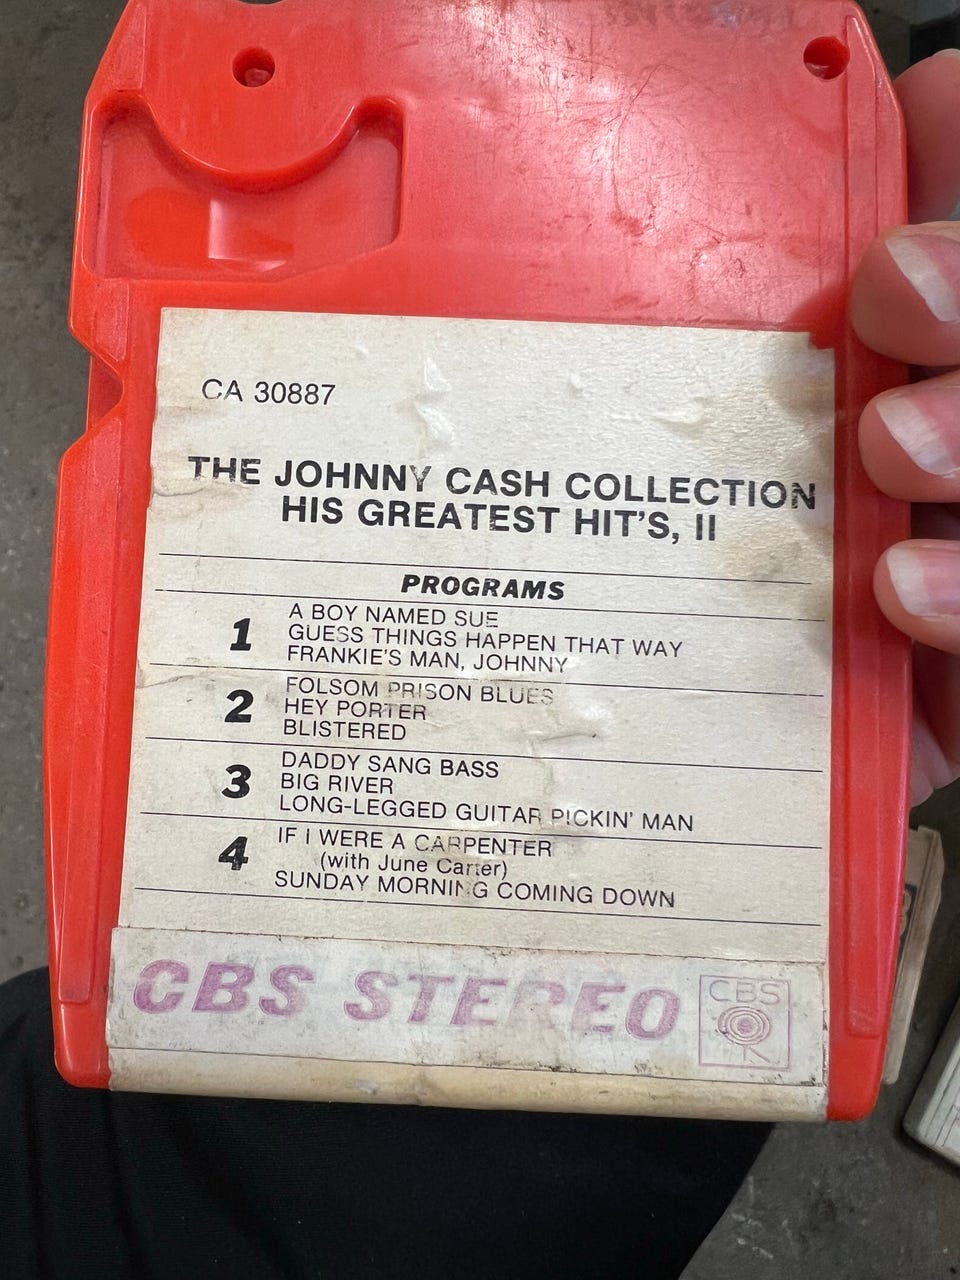 CA 30887
THE JOHNNY CASH COLLECTION
HIS GREATEST HIT'S, II
PROGRAMS
1
A BOY NAMED SUE
GUESS THINGS HAPPEN THAT WAY
FRANKIE'S MAN, JOHNNY
2
FOLSOM PRISON BLUES
HEY PORTER
BLISTERED
3
DADDY SANG BASS
BIG RIVER
LONG-LEGGED GUITAR PICKIN' MAN
4
IF I WERE A CARPENTER
(with June Carter)
SUNDAY MORNING COMING DOWN
CBS STEREO
CBS